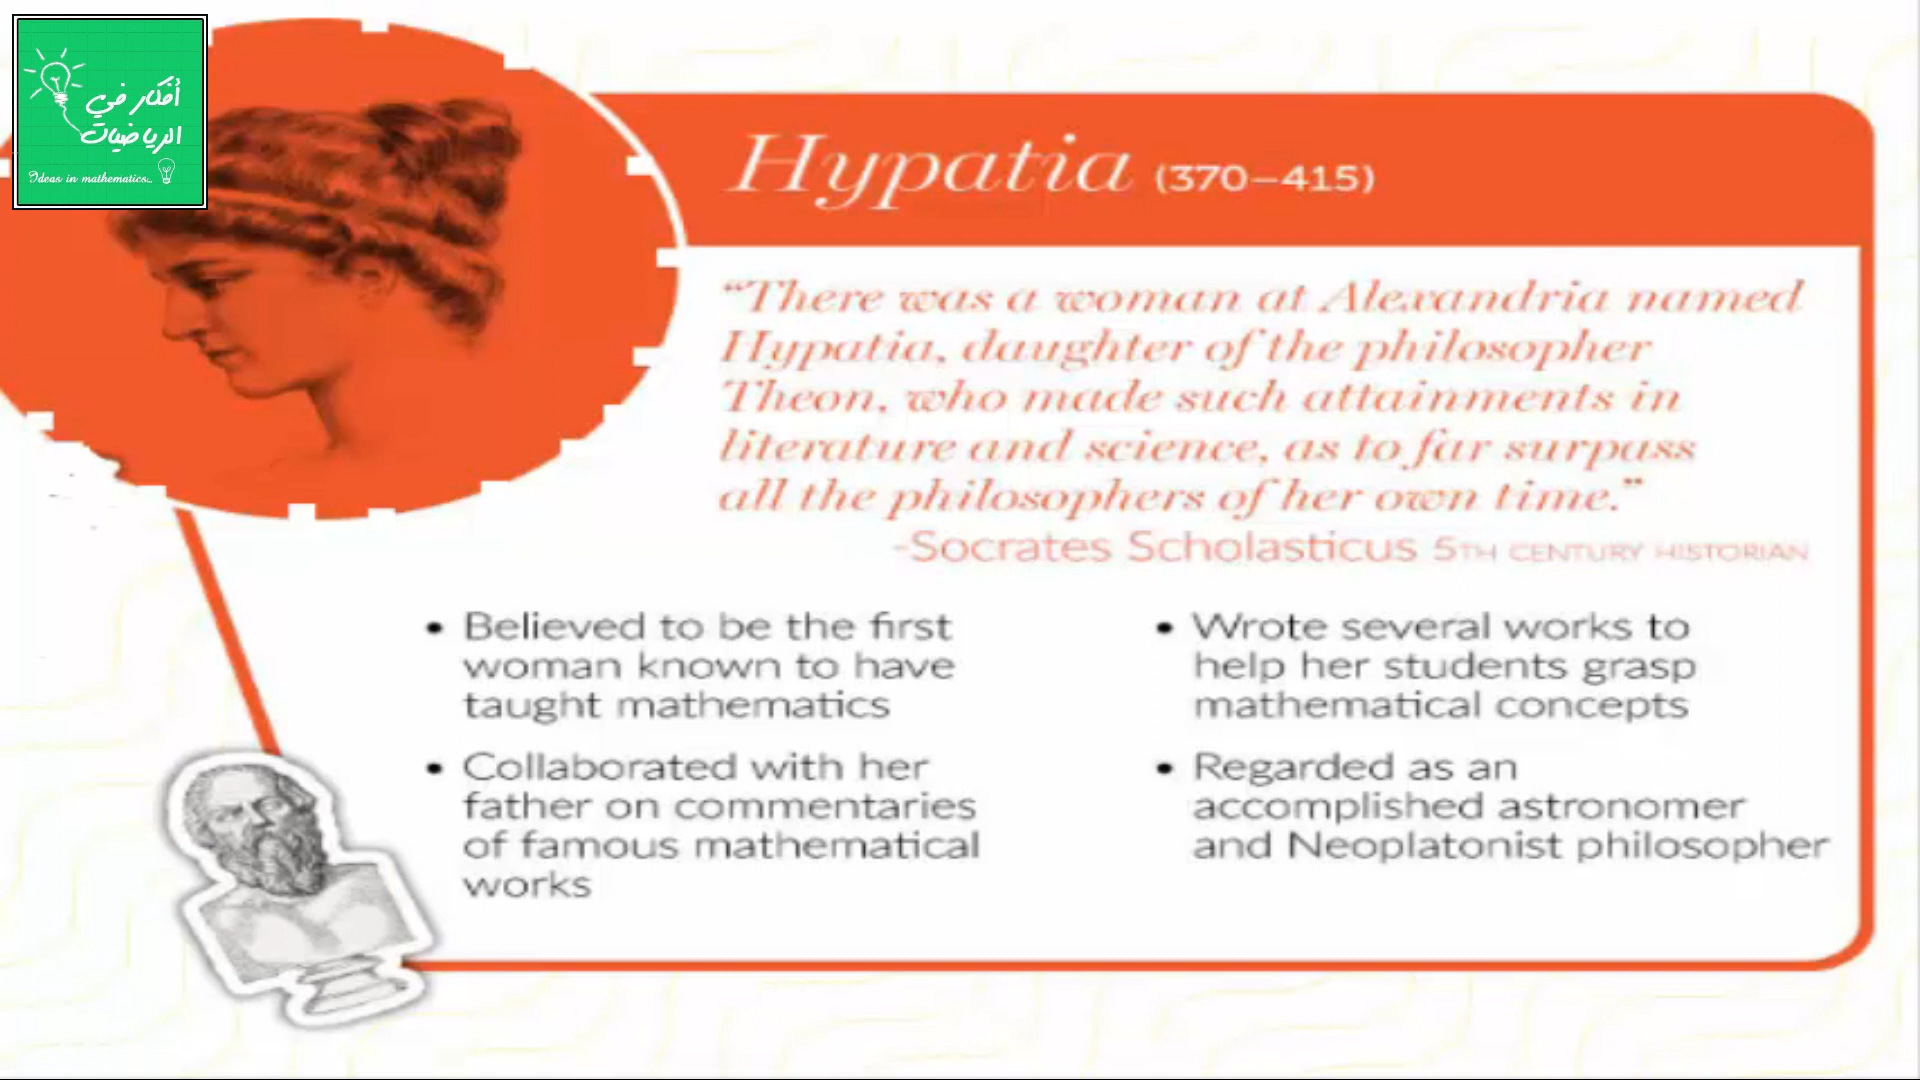 أفكار في
الرياضيات
Ideas in mathematics...
Hypatia (370–415)
“There was a woman at Alexandria named
Hypatia, daughter of the philosopher
Theon, who made such attainments in
literature and science, as to far surpass
all the philosophers of her own time.”
-Socrates Scholasticus 5TH CENTURY HISTORIAN
• Believed to be the first
woman known to have
taught mathematics
• Collaborated with her
father on commentaries
of famous mathematical
works
• Wrote several works to
help her students grasp
mathematical concepts
• Regarded as an
accomplished astronomer
and Neoplatonist philosopher